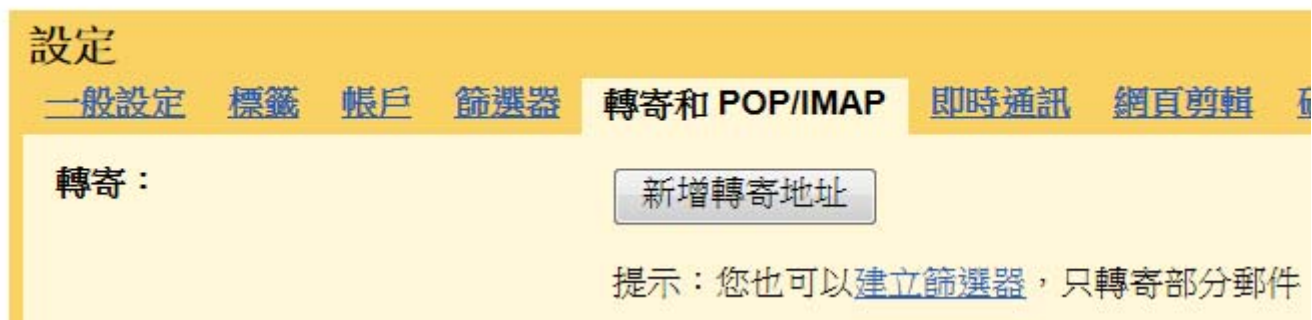 設定
一般設定 標籤 帳戶 篩選器 轉寄和 POP/IMAP 即時通訊 網頁剪輯
轉寄：
新增轉寄地址
提示：您也可以建立篩選器，只轉寄部分郵件